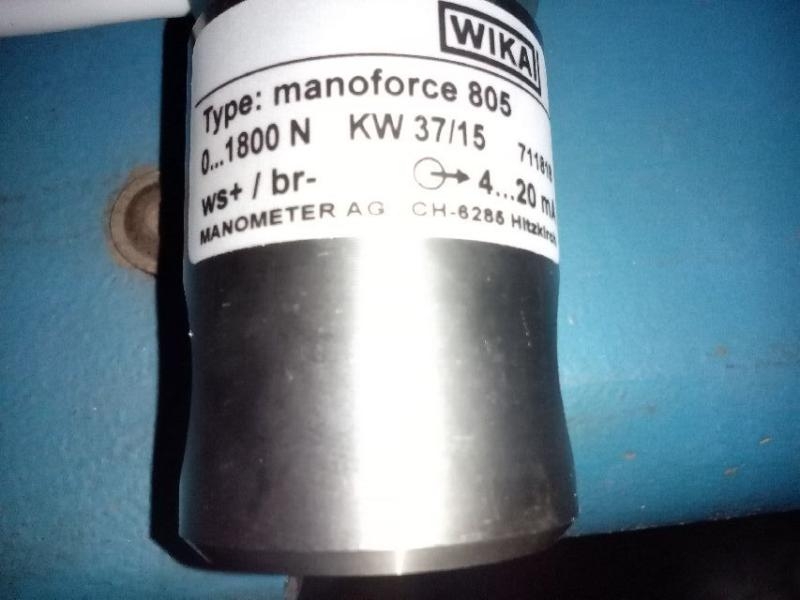 WIKA
Type: manoforce 805
0...1800 N KW 37/15
ws+ / br- 4...20 mA
MANOMETER AG CH-6285 Hitzkirch